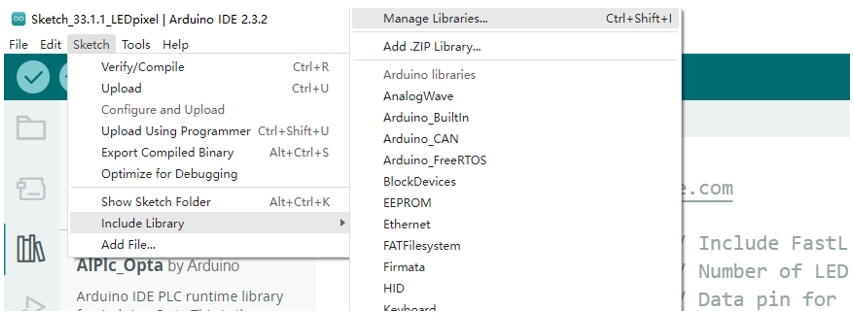 Sketch_33.1.1_LEDpixel | Arduino IDE 2.3.2
File Edit Sketch Tools Help
Verify/Compile Ctrl+R
Upload Ctrl+U
Configure and Upload
Upload Using Programmer Ctrl+Shift+U
Export Compiled Binary Alt+Ctrl+S
Optimize for Debugging
Show Sketch Folder Alt+Ctrl+K
Include Library
Add File...
Manage Libraries... Ctrl+Shift+I
Add .ZIP Library...
Arduino libraries
AnalogWave
Arduino_BuiltIn
Arduino_CAN
Arduino_FreeRTOS
BlockDevices
EEPROM
Ethernet
FATFilesystem
Firmata
HID
Keyboard
AIPlc_Opta by Arduino
Arduino IDE PLC runtime library
e.com
/ Include FastL
/ Number of LED
/ Data pin for